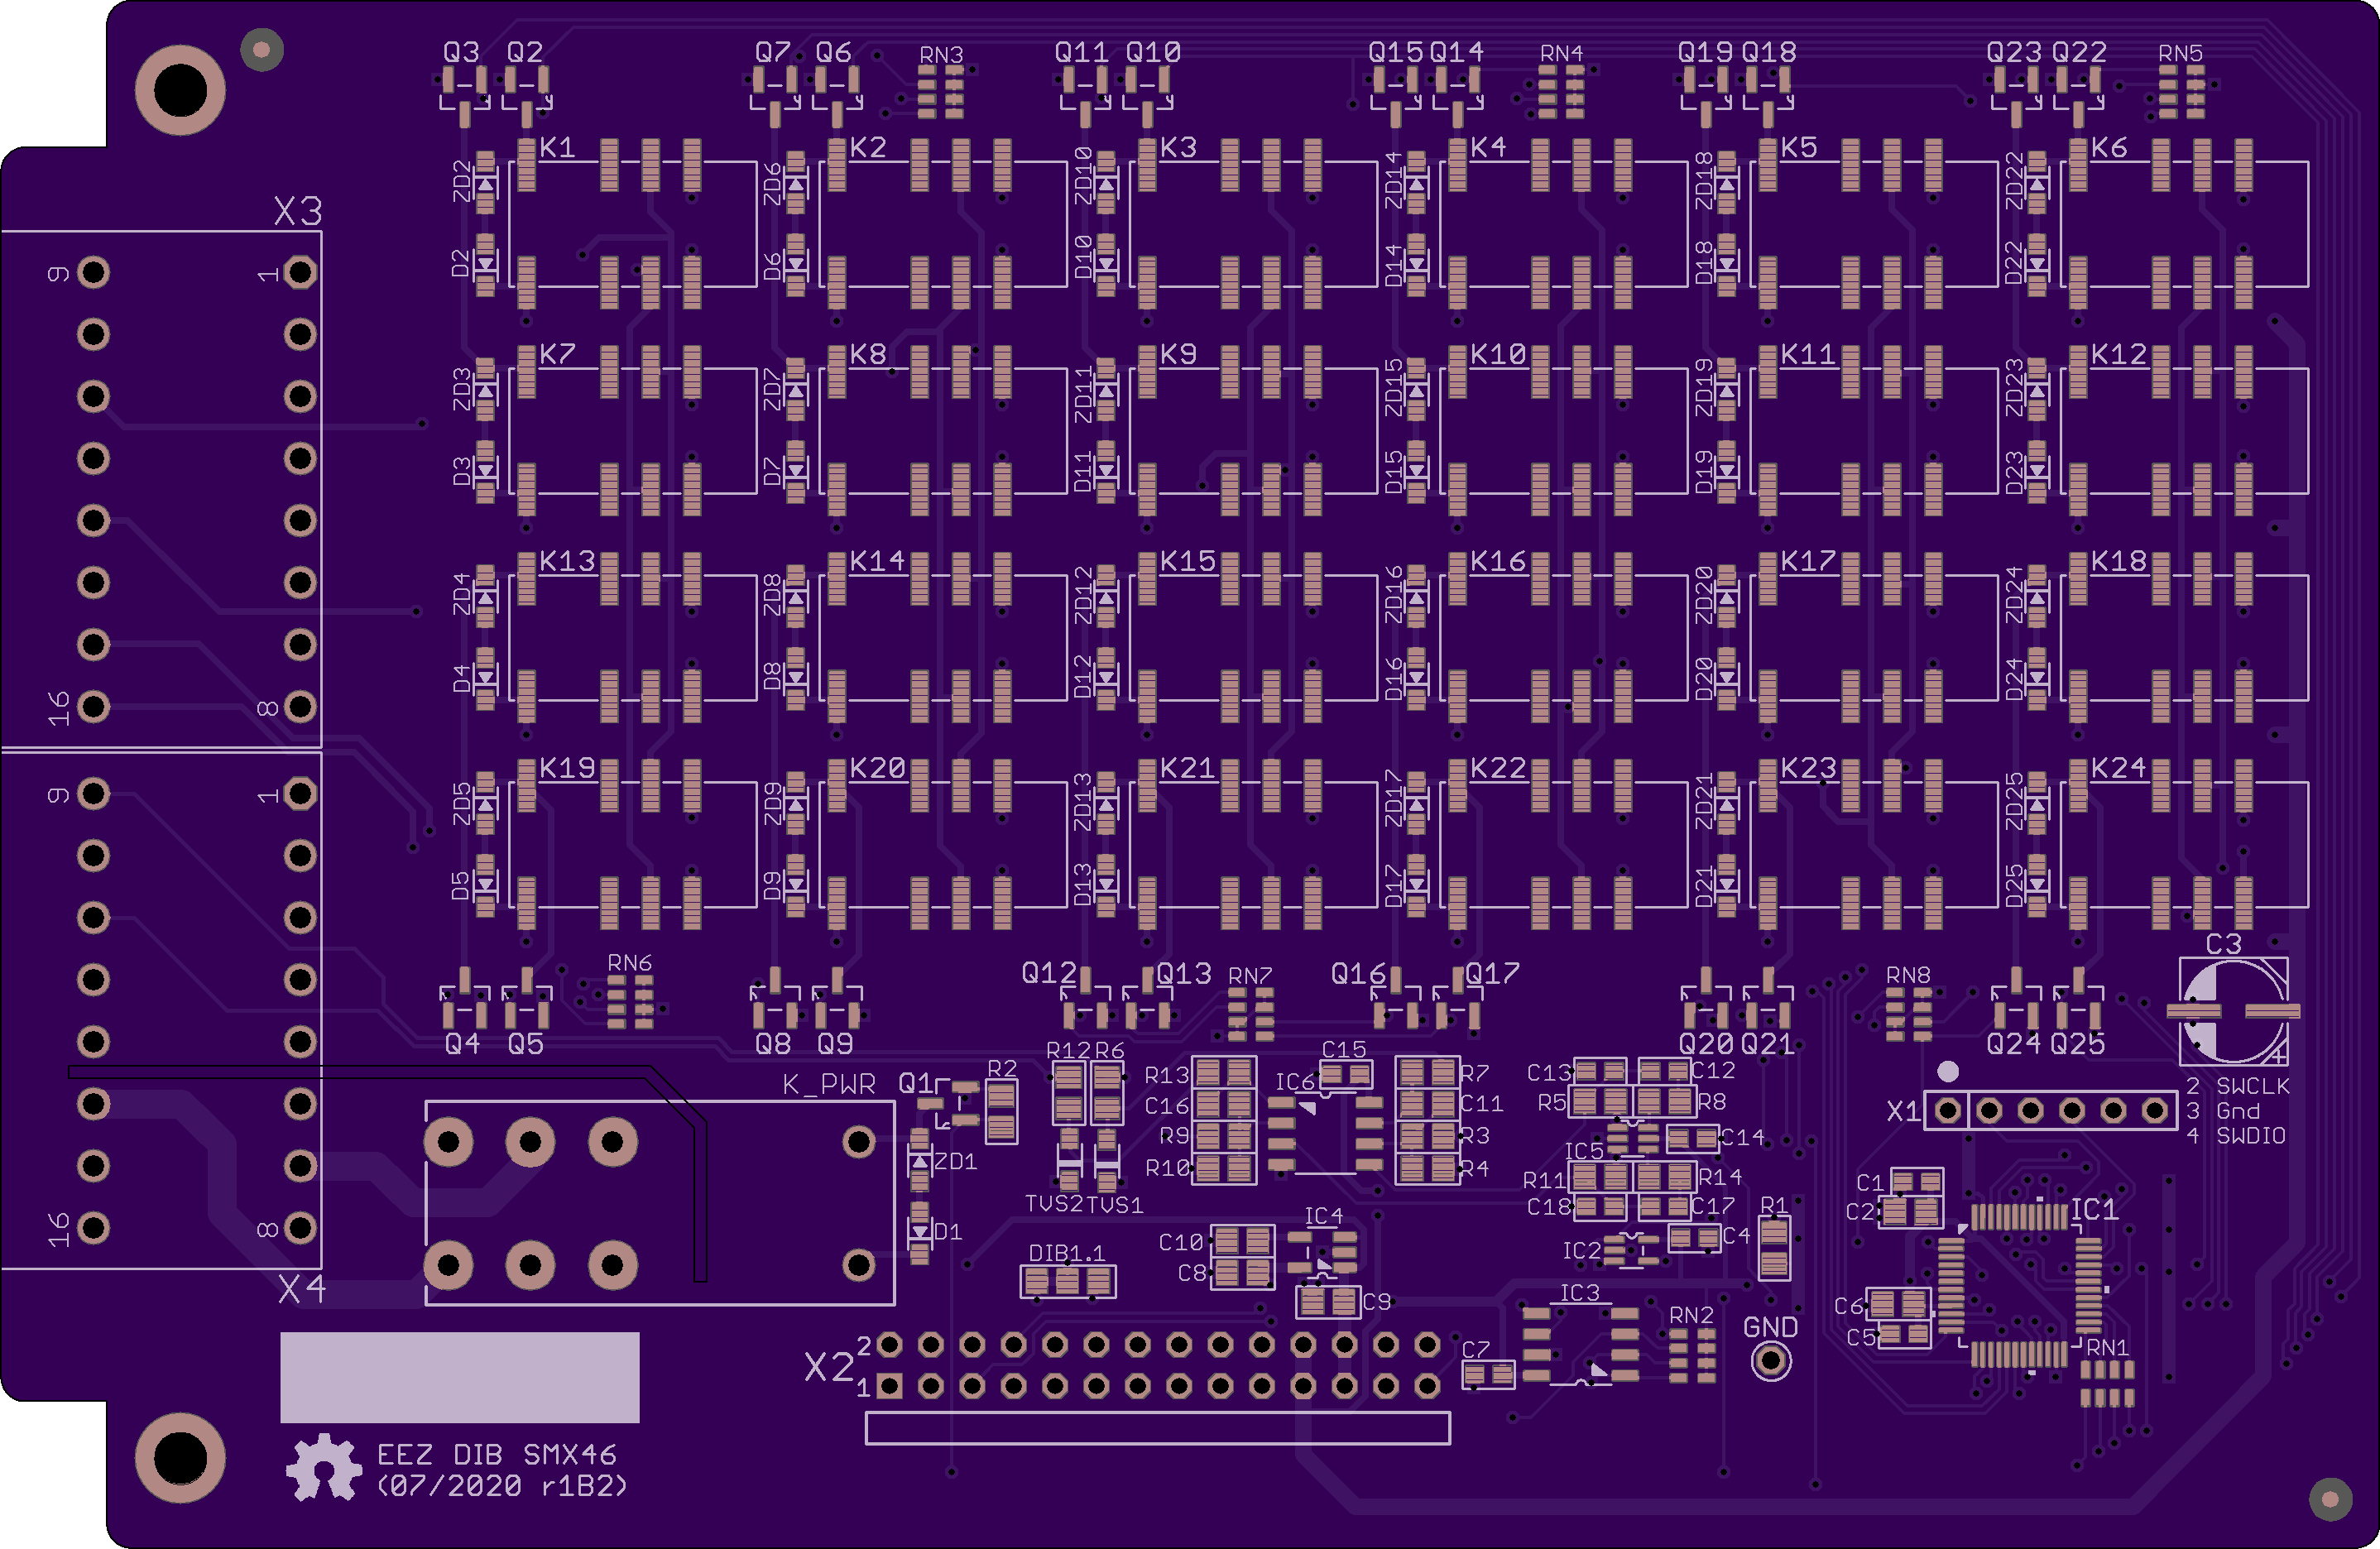 Q3 Q2 Q7 Q6 RN3 Q11 Q10 Q15 Q14 RN4 Q19 Q18 Q23 Q22 RN5
ZD2 K1 ZD6 K2 ZD10 K3 ZD14 K4 ZD18 K5 ZD22 K6
X3
9 1 D2 D6 D10 D14 D18 D22
ZD3 K7 ZD7 K8 ZD11 K9 ZD15 K10 ZD19 K11 ZD23 K12
D3 D7 D11 D15 D19 D23
ZD4 K13 ZD8 K14 ZD12 K15 ZD16 K16 ZD20 K17 ZD24 K18
16 8 D4 D8 D12 D16 D20 D24
9 1 ZD5 K19 ZD9 K20 ZD13 K21 ZD17 K22 ZD21 K23 ZD25 K24
D5 D9 D13 D17 D21 D25
C3
RN6 Q12 Q13 RN7 Q16 Q17 RN8
Q4 Q5 Q8 Q9 Q20 Q21 Q24 Q25
R12 R6 C15
K_PWR Q1 R2 R13 IC6 R7 C13 C12
2 SWCLK
C16 C11 R5 R8 X1 3 Gnd
R9 R3 IC5 C14 4 SWDIO
ZD1 R10 R4 R11 R14
TVS2 TVS1 C18 C17 C1
16 8 D1 IC4 R1 C2 IC1
C10 IC2 C4
DIB1.1 C8
X4 C9 IC3 C6
RN2 GND C5 RN1
X2 2 C7
1
EEZ DIB SMX46
(07/2020 r1B2)